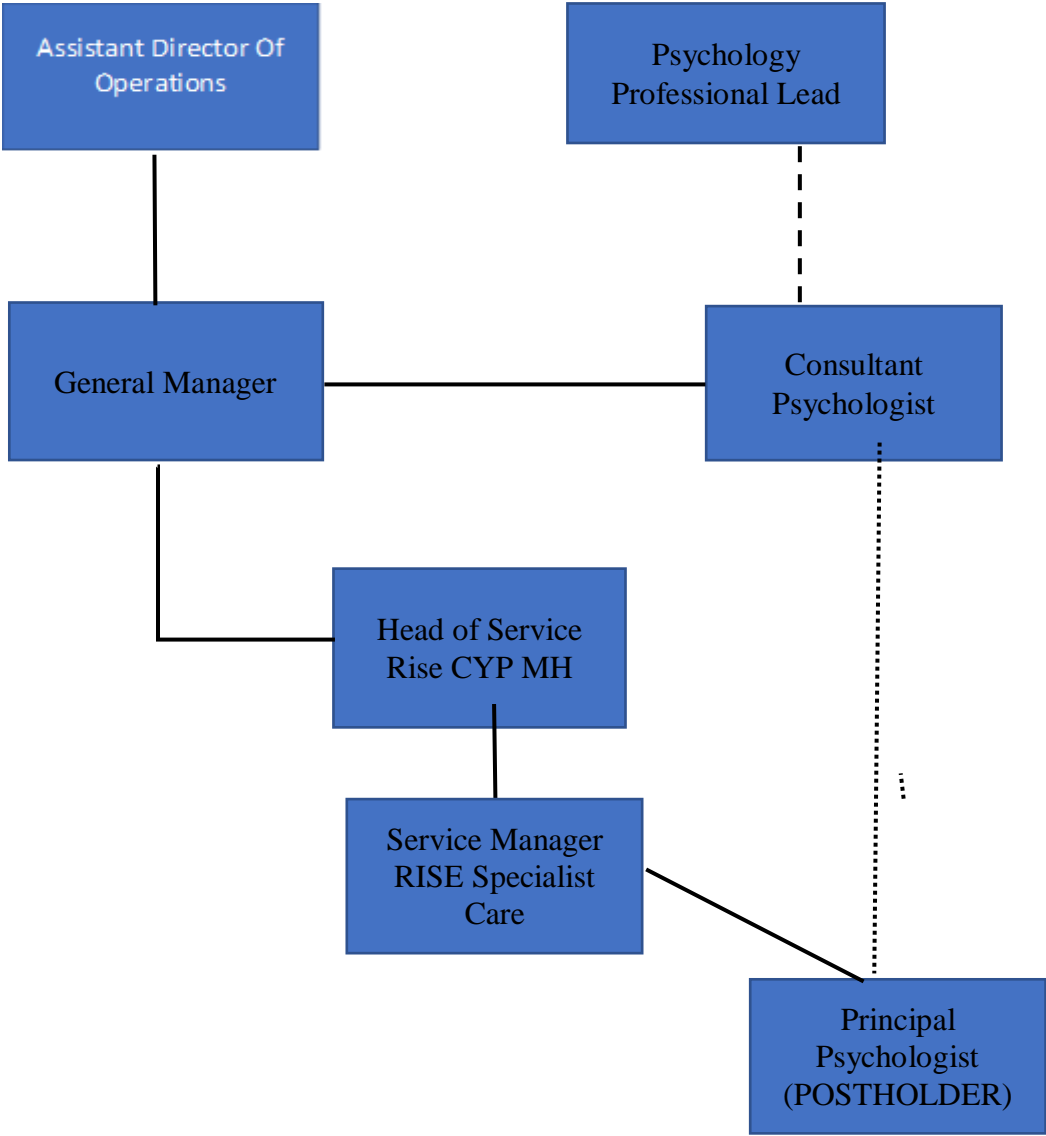 Assistant Director Of
Operations
Psychology
Professional Lead
General Manager
Consultant
Psychologist
Head of Service
Rise CYP MH
Service Manager
RISE Specialist
Care
Principal
Psychologist
(POSTHOLDER)